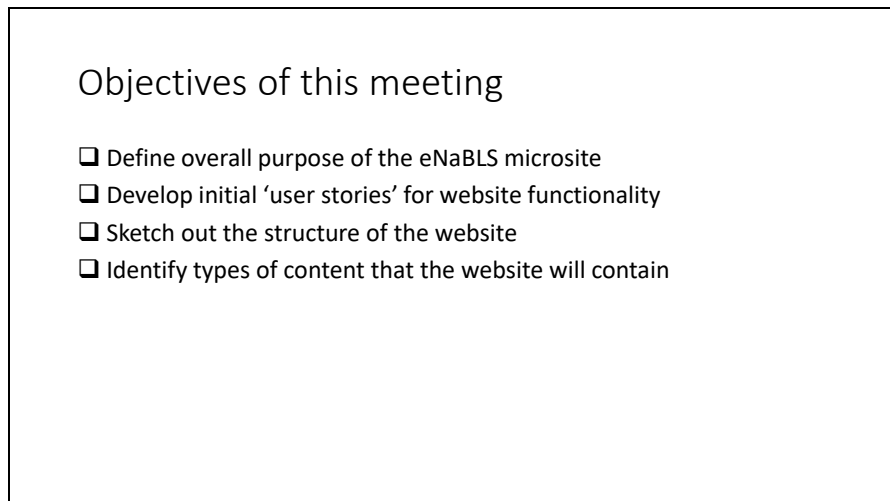 Objectives of this meeting
❑ Define overall purpose of the eNaBLS microsite
❑ Develop initial ‘user stories’ for website functionality
❑ Sketch out the structure of the website
❑ Identify types of content that the website will contain